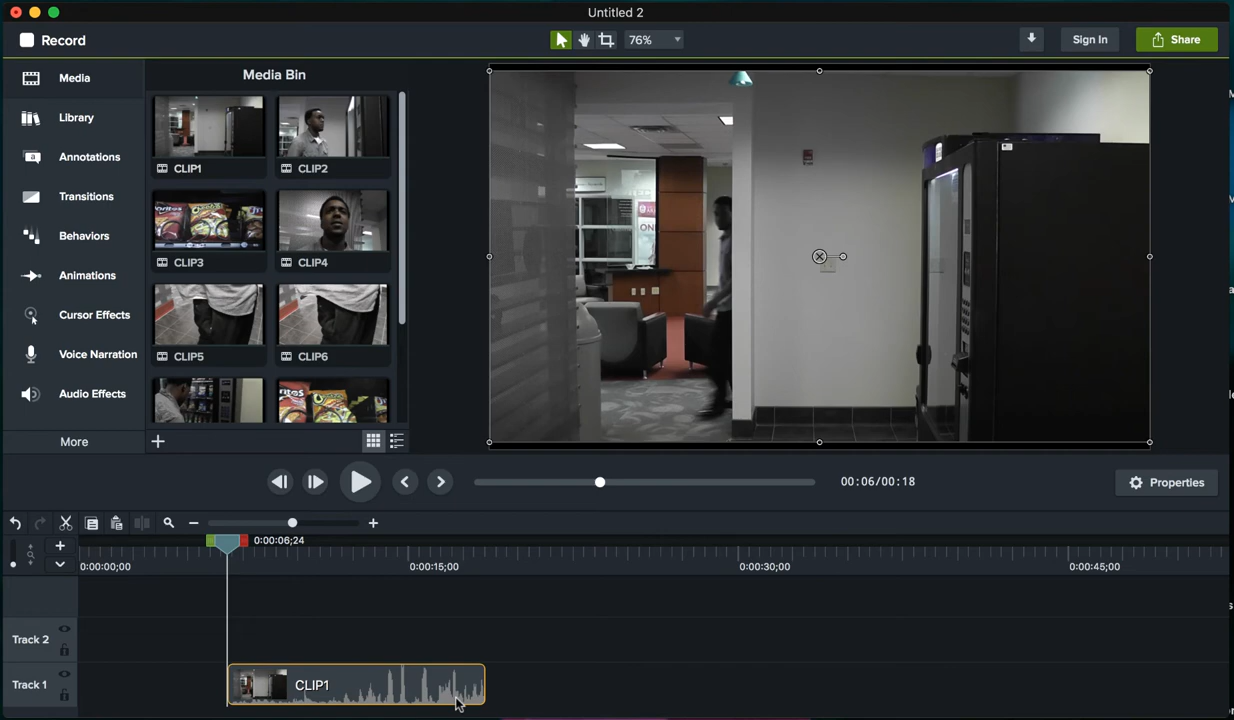 Untitled 2
Record
76%
Sign In
Share
Media
Library
Annotations
Transitions
Behaviors
Animations
Cursor Effects
Voice Narration
Audio Effects
More
Media Bin
CLIP1
CLIP2
CLIP3
CLIP4
CLIP5
CLIP6
00:06/00:18
Properties
0:00:06;24
0:00:00;00
0:00:15;00
0:00:30;00
0:00:45;00
Track 2
Track 1
CLIP1